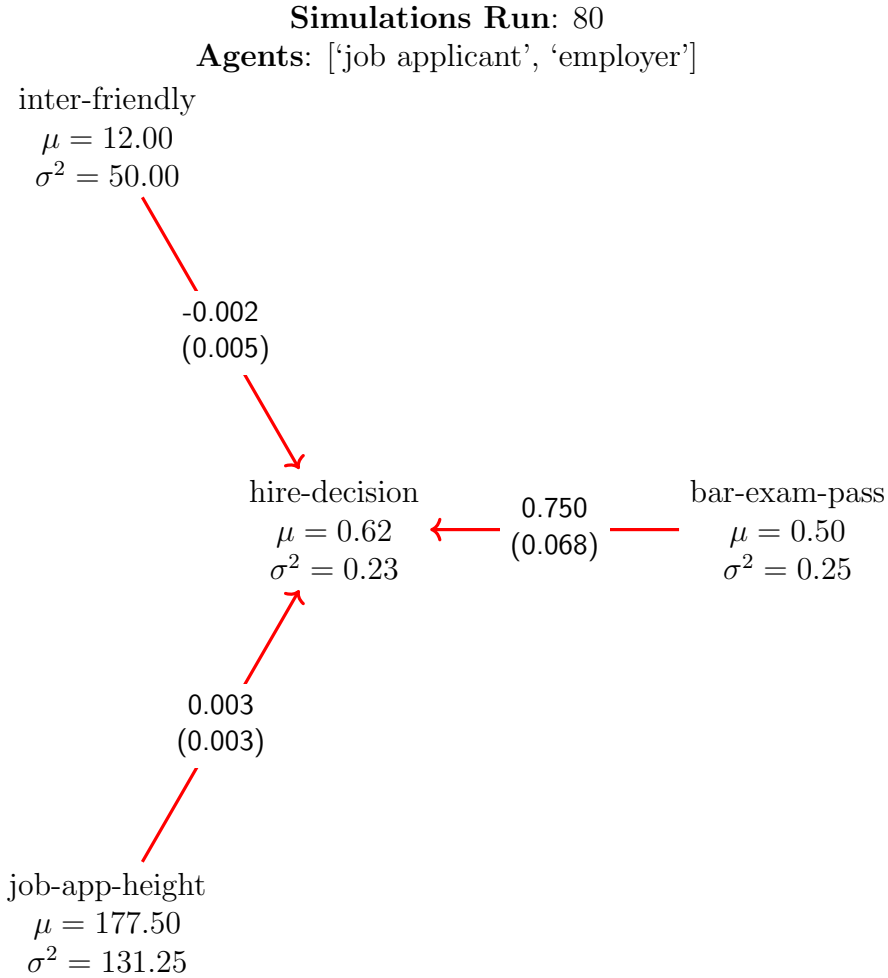 Simulations Run: 80
Agents: [‘job applicant’, ‘employer’]
inter-friendly
μ = 12.00
σ² = 50.00
-0.002
(0.005)
hire-decision
μ = 0.62
σ² = 0.23
0.750
(0.068)
bar-exam-pass
μ = 0.50
σ² = 0.25
0.003
(0.003)
job-app-height
μ = 177.50
σ² = 131.25